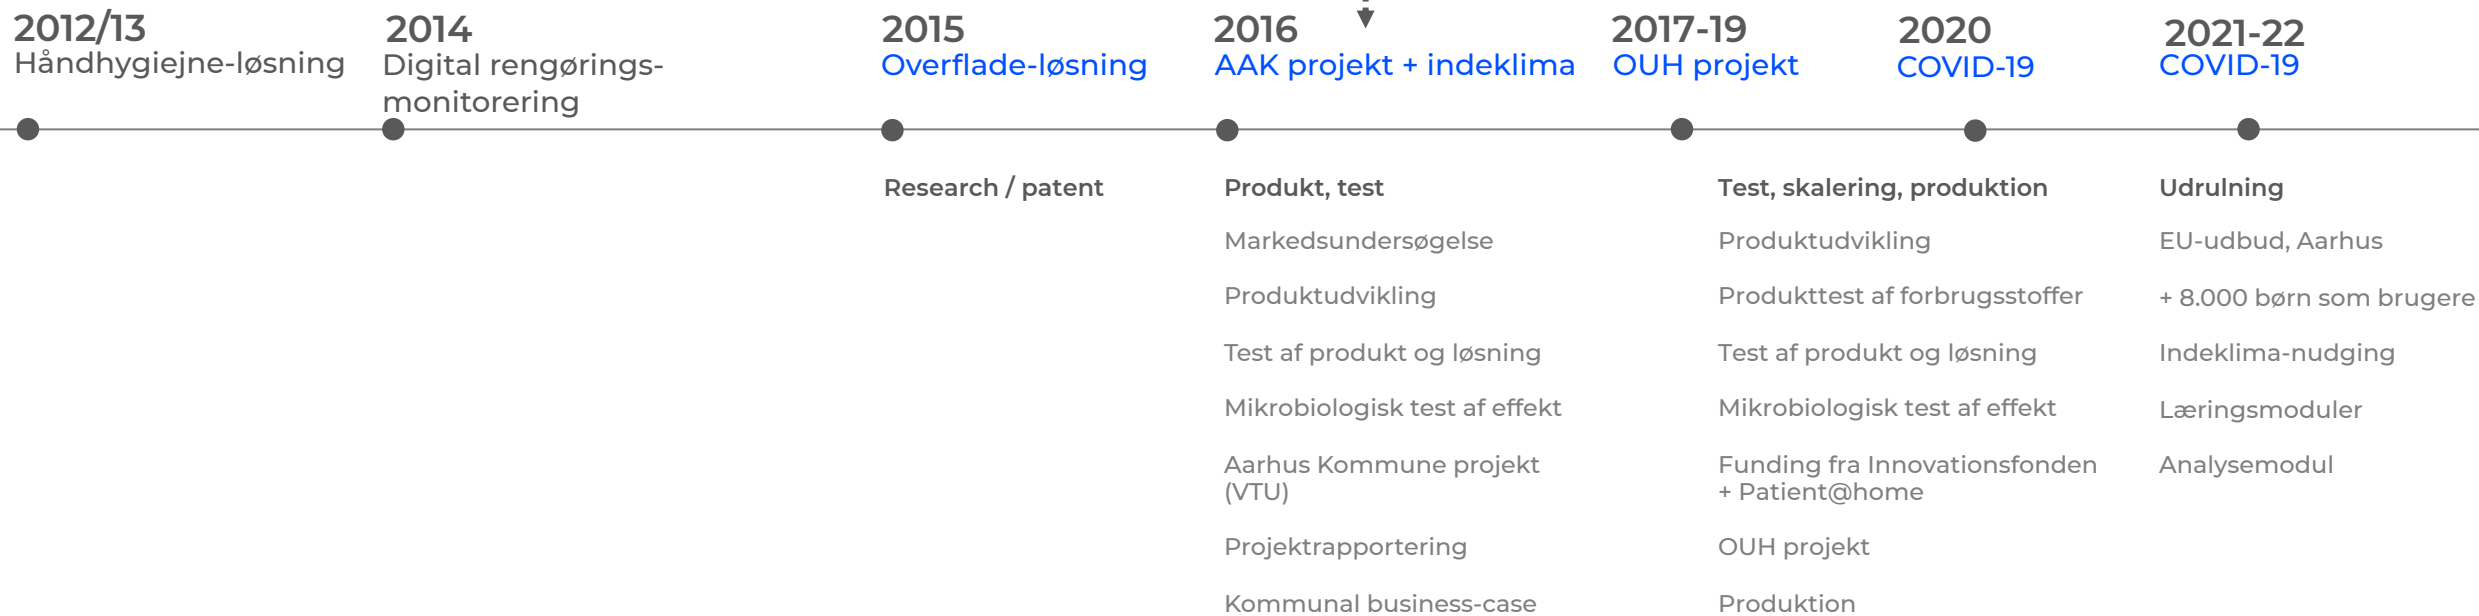 2012/13
Håndhygiejne-løsning
2014
Digital rengørings-
monitorering
2015
Overflade-løsning
2016
AAK projekt + indeklima
2017-19
OUH projekt
2020
COVID-19
2021-22
COVID-19
Research / patent
Produkt, test
Markedsundersøgelse
Produktudvikling
Test af produkt og løsning
Mikrobiologisk test af effekt
Aarhus Kommune projekt
(VTU)
Projektrapportering
Kommunal business-case
Test, skalering, produktion
Produktudvikling
Produkttest af forbrugsstoffer
Test af produkt og løsning
Mikrobiologisk test af effekt
Funding fra Innovationsfonden
+ Patient@home
OUH projekt
Produktion
Udrulning
EU-udbud, Aarhus
+ 8.000 børn som brugere
Indeklima-nudging
Læringsmoduler
Analysemodul